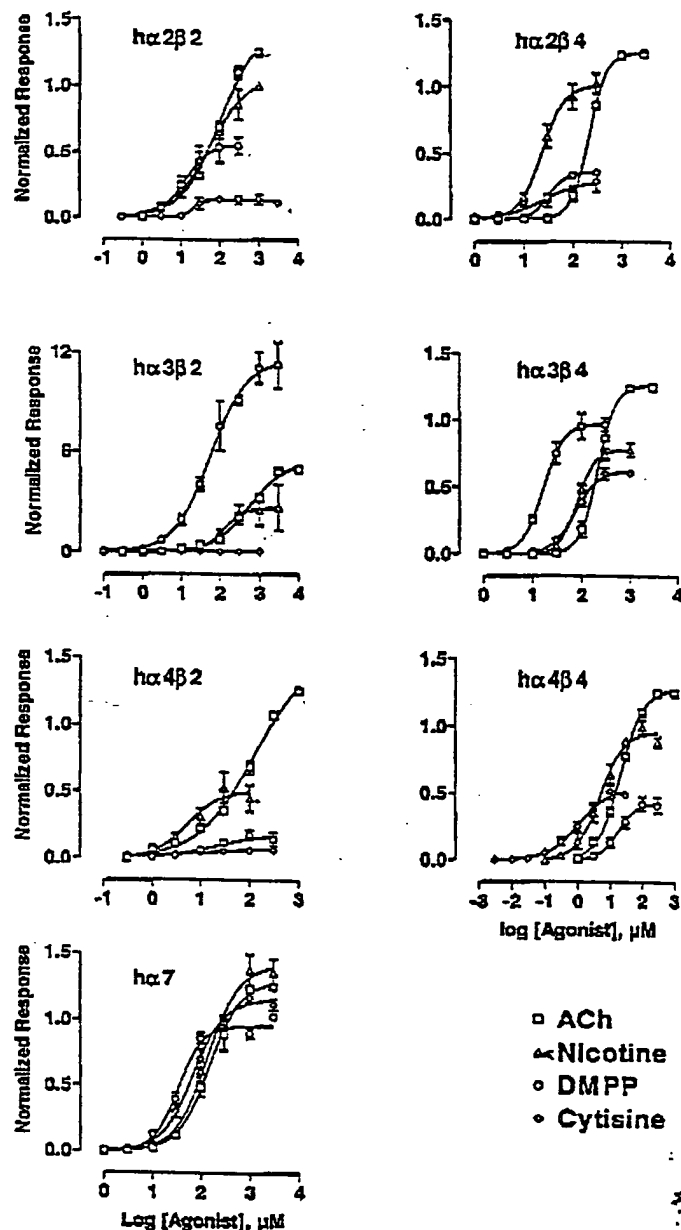 hα2β2
Normalized Response
1.5
1.0
0.5
0.0
-1 0 1 2 3 4
hα2β4
1.5
1.0
0.5
0.0
0 1 2 3 4
hα3β2
Normalized Response
12
6
0
-1 0 1 2 3 4
hα3β4
1.5
1.0
0.5
0.0
0 1 2 3 4
hα4β2
Normalized Response
1.5
1.0
0.5
0.0
-1 0 1 2 3
hα4β4
1.5
1.0
0.5
0.0
-3 -2 -1 0 1 2 3
log [Agonist], µM
hα7
Normalized Response
1.5
1.0
0.5
0.0
0 1 2 3 4
Log [Agonist], µM
ACh
Nicotine
DMPP
Cytisine